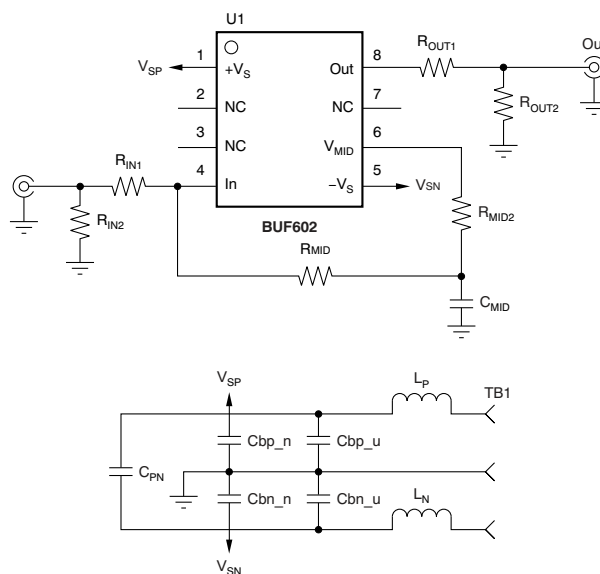 U1
VSP
1
+VS
Out
8
ROUT1
Ou
2
NC
NC
7
ROUT2
3
NC
VMID
6
RIN1
4
In
−VS
5
VSN
RIN2
BUF602
RMID2
RMID
CMID
VSP
LP
TB1
Cbp_n
Cbp_u
CPN
Cbn_n
Cbn_u
LN
VSN